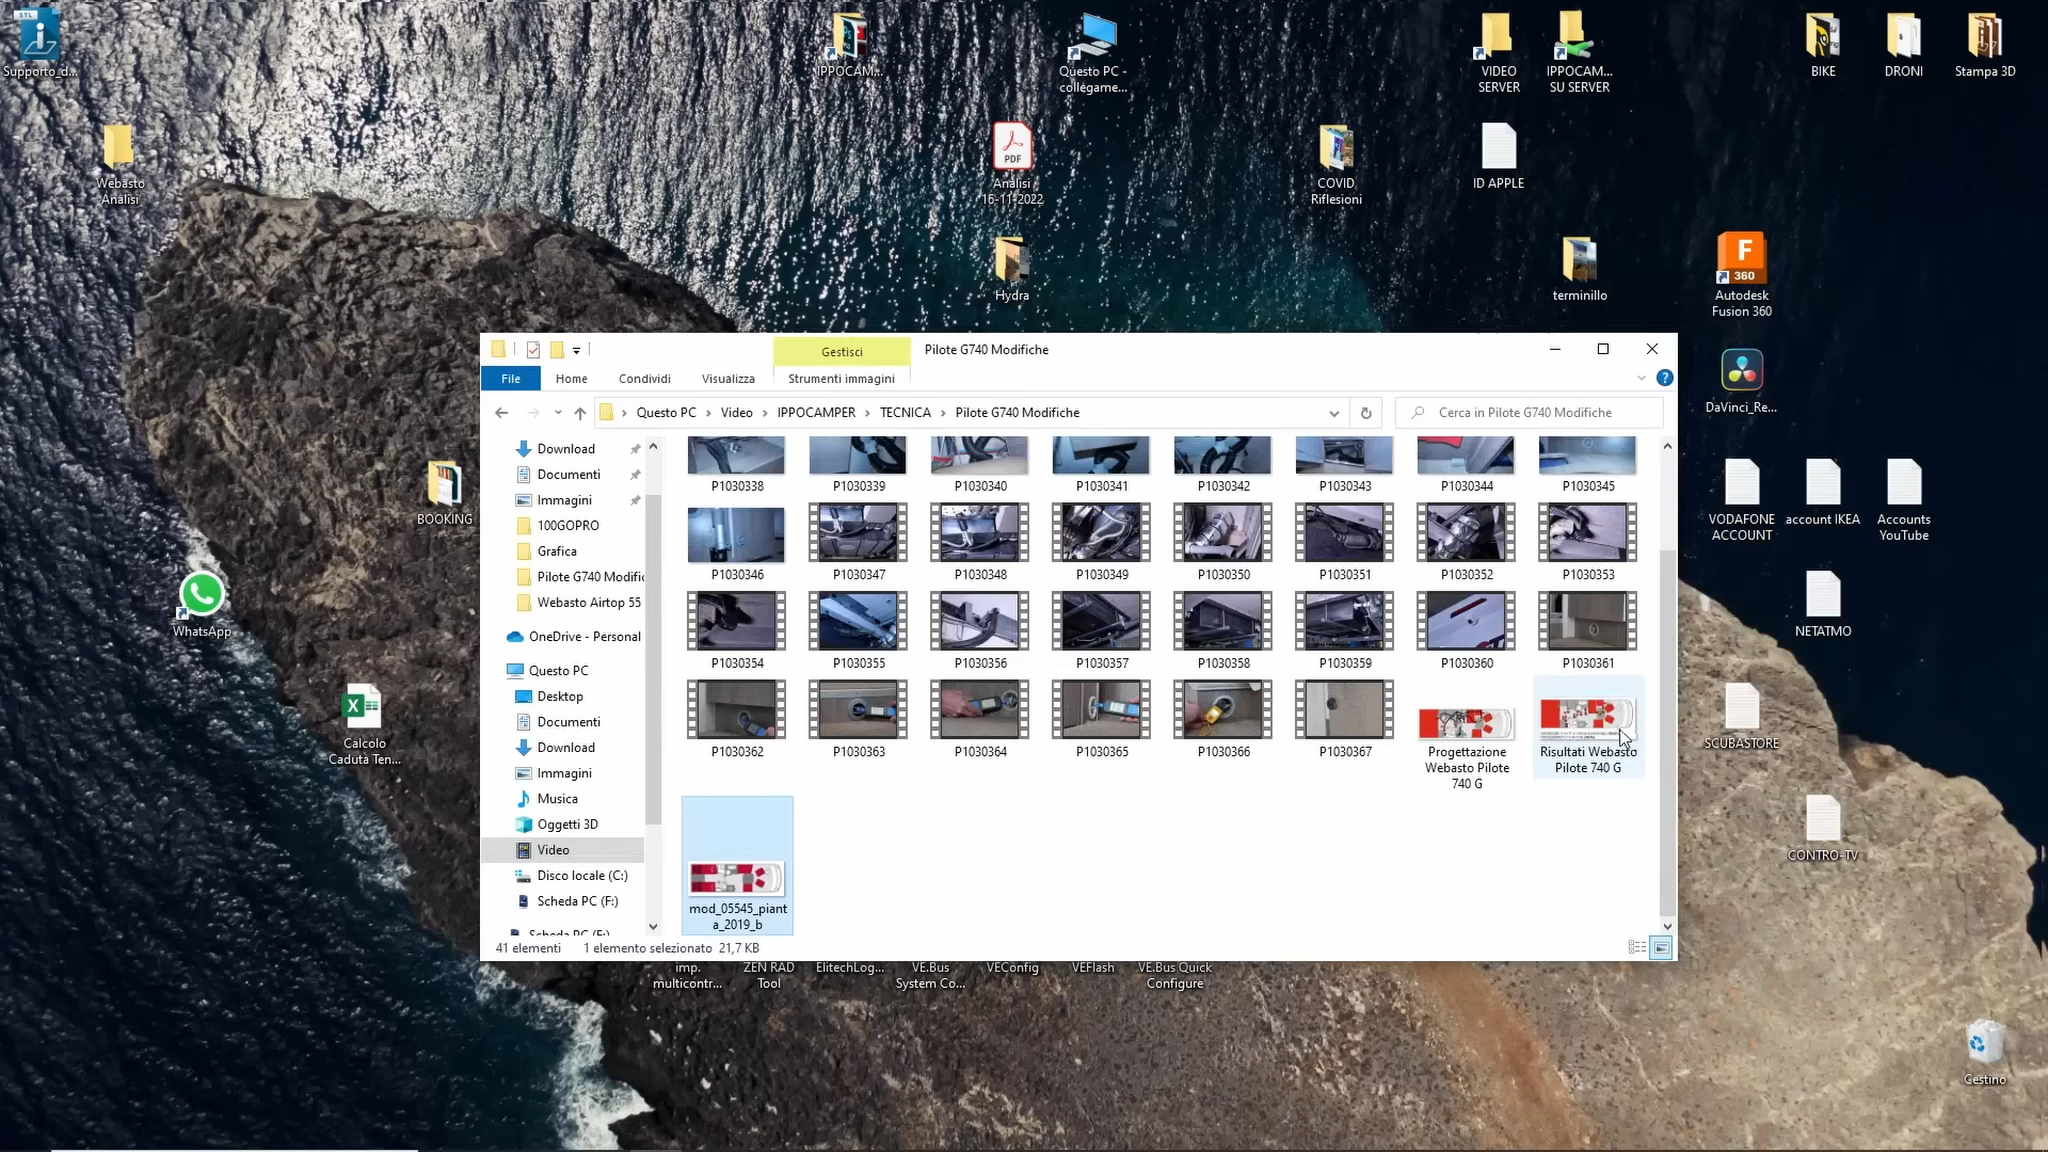 STL
Supporto_d...
IPPOCAM...
Questo PC -
collegame...
VIDEO
SERVER
IPPOCAM...
SU SERVER
BIKE
DRONI
Stampa 3D
Webasto
Analisi
PDF
Analisi
16-11-2022
COVID
Riflesioni
ID APPLE
Hydra
terminillo
F
360
Autodesk
Fusion 360
Gestisci
Pilote G740 Modifiche
File
Home
Condividi
Visualizza
Strumenti immagini
Questo PC
Video
IPPOCAMPER
TECNICA
Pilote G740 Modifiche
Cerca in Pilote G740 Modifiche
DaVinci_Re...
Download
Documenti
Immagini
100GOPRO
Grafica
Pilote G740 Modific
Webasto Airtop 55
OneDrive - Personal
Questo PC
Desktop
Documenti
Download
Immagini
Musica
Oggetti 3D
Video
Disco locale (C:)
Scheda PC (F:)
Scheda PC (F:)
P1030338
P1030339
P1030340
P1030341
P1030342
P1030343
P1030344
P1030345
P1030346
P1030347
P1030348
P1030349
P1030350
P1030351
P1030352
P1030353
P1030354
P1030355
P1030356
P1030357
P1030358
P1030359
P1030360
P1030361
P1030362
P1030363
P1030364
P1030365
P1030366
P1030367
Progettazione
Webasto Pilote
740 G
Risultati Webasto
Pilote 740 G
mod_05545_piant
a_2019_b
41 elementi
1 elemento selezionato 21,7 KB
BOOKING
VODAFONE
ACCOUNT
account IKEA
Accounts
YouTube
WhatsApp
NETATMO
X
Calcolo
Caduta Ten...
SCUBASTORE
CONTRO-TV
imp.
multicontr...
ZEN RAD
Tool
ElitechLog...
VE.Bus
System Co...
VEConfig
VEFlash
VE.Bus Quick
Configure
Cestino